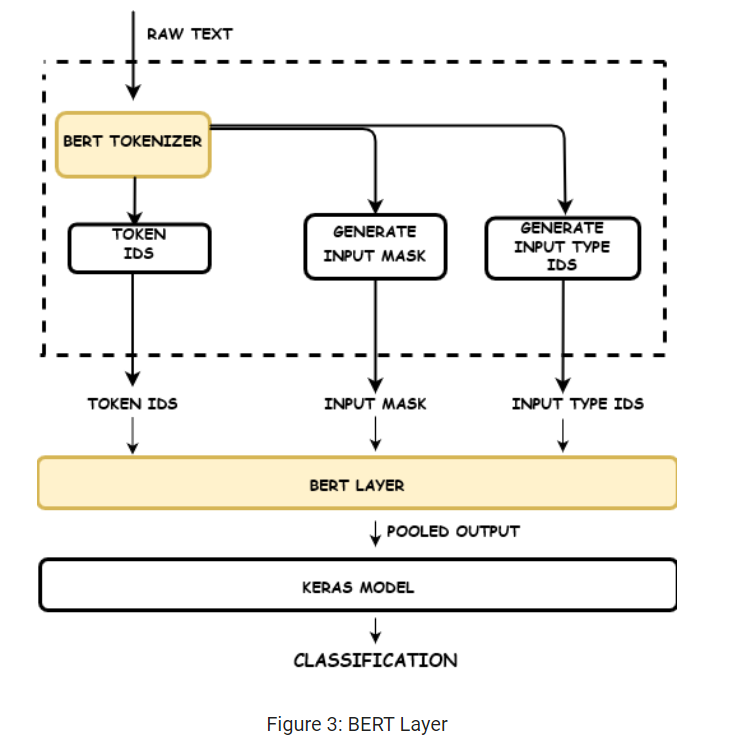 RAW TEXT
BERT TOKENIZER
TOKEN
IDS
GENERATE
INPUT MASK
GENERATE
INPUT TYPE
IDS
TOKEN IDS
INPUT MASK
INPUT TYPE IDS
BERT LAYER
POOLED OUTPUT
KERAS MODEL
CLASSIFICATION
Figure 3: BERT Layer